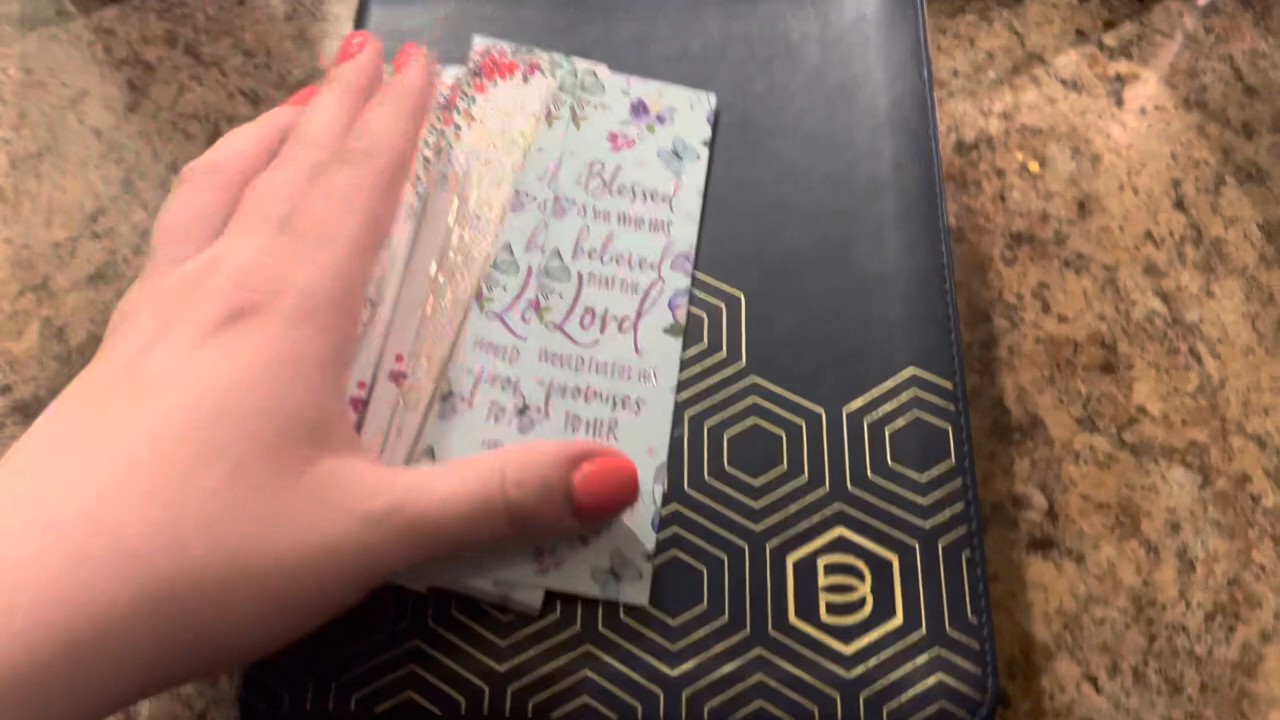 Blessed
is she who has
believed
that the
Lord
would fulfill his
promises
to her
B